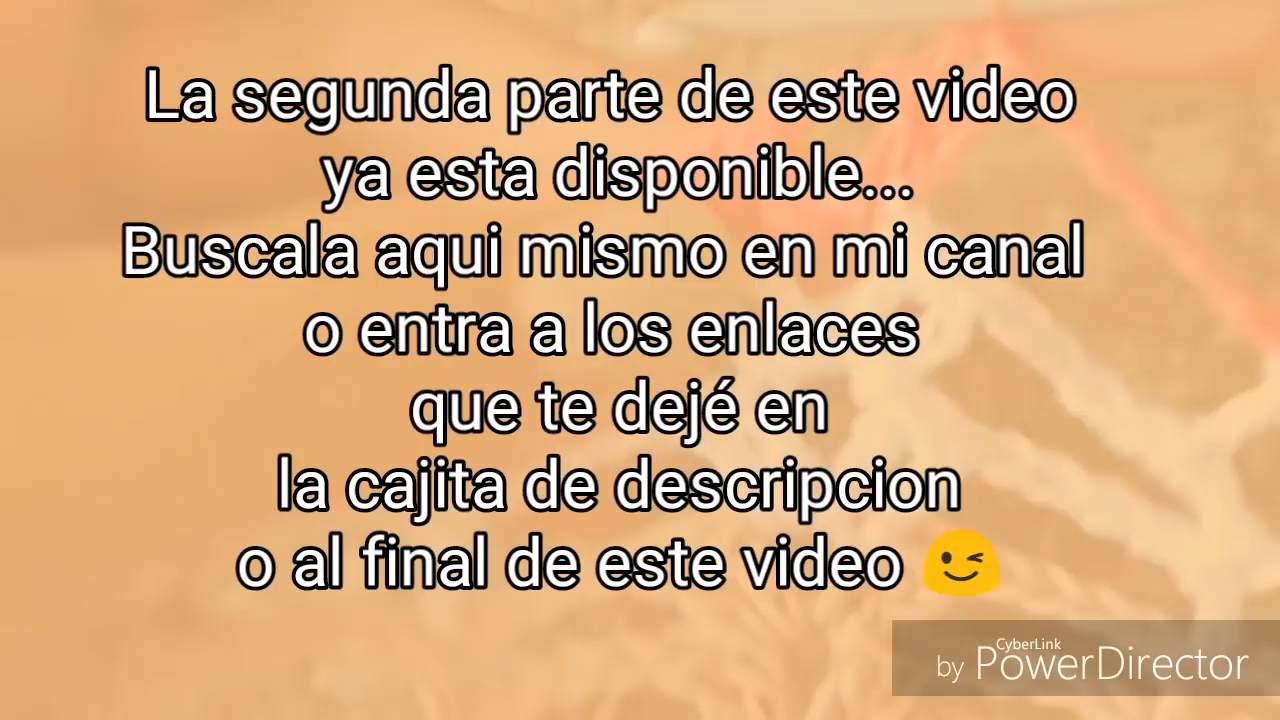 La segunda parte de este video
ya esta disponible...
Buscala aqui mismo en mi canal
o entra a los enlaces
que te dejé en
la cajita de descripcion
o al final de este video 😉
CyberLink
by PowerDirector